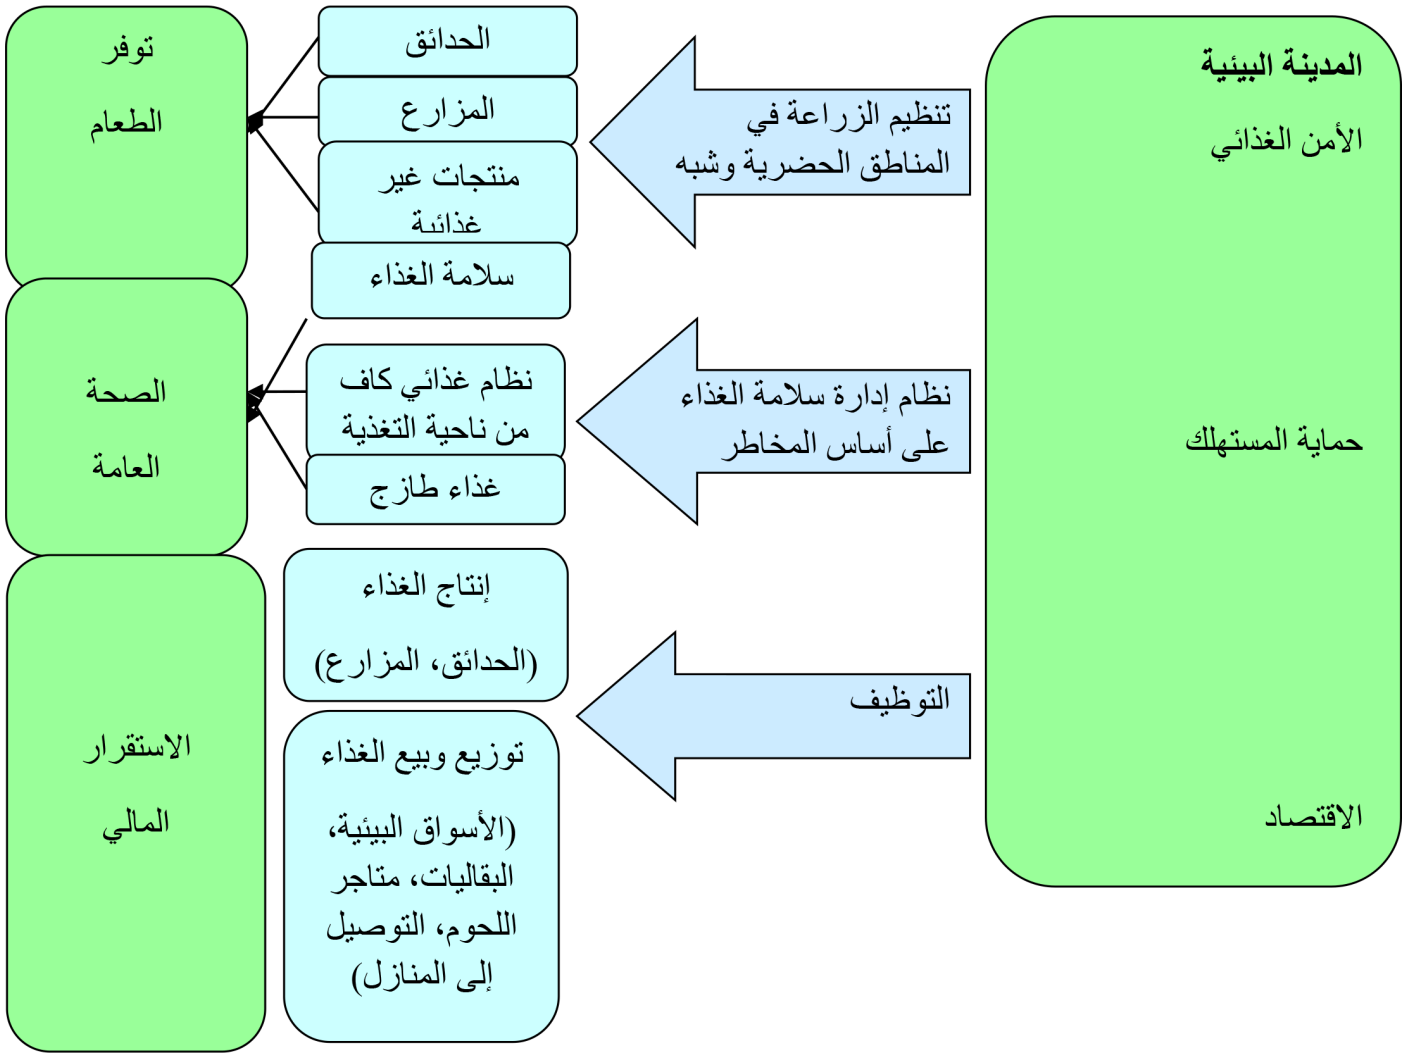 المدينة البيئية
الأمن الغذائي
حماية المستهلك
الاقتصاد
تنظيم الزراعة في
المناطق الحضرية وشبه
نظام إدارة سلامة الغذاء
على أساس المخاطر
التوظيف
الحدائق
المزارع
منتجات غير
غذائية
سلامة الغذاء
نظام غذائي كاف
من ناحية التغذية
غذاء طازج
إنتاج الغذاء
(الحدائق، المزارع)
توزيع وبيع الغذاء
(الأسواق البيئية،
البقاليات، متاجر
اللحوم، التوصيل
إلى المنازل)
توفر
الطعام
الصحة
العامة
الاستقرار
المالي